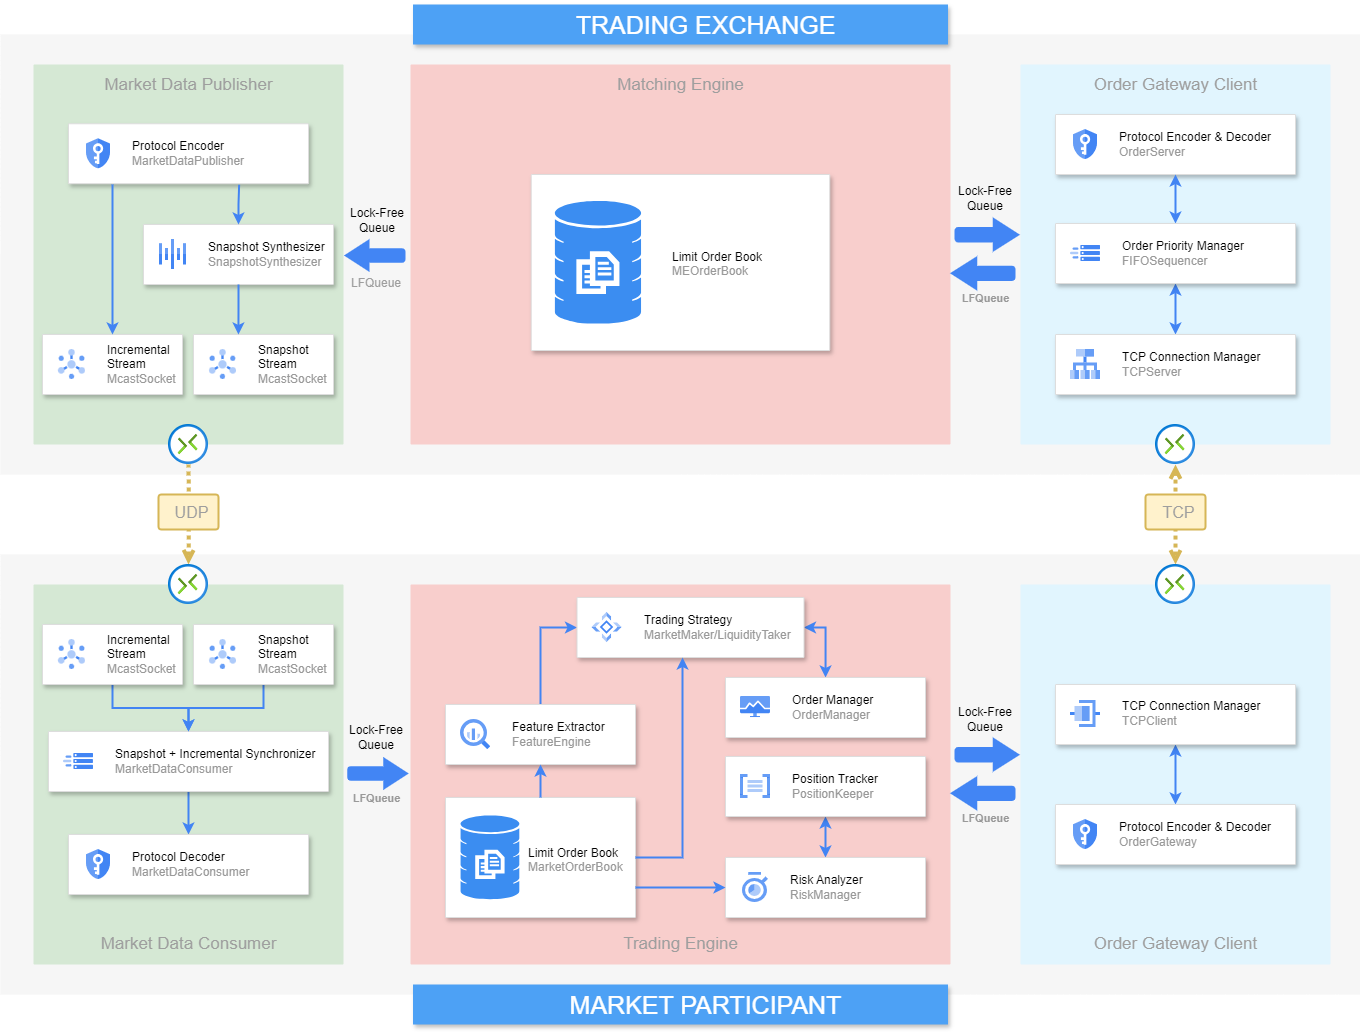 TRADING EXCHANGE
Market Data Publisher
Protocol Encoder
MarketDataPublisher
Snapshot Synthesizer
SnapshotSynthesizer
Incremental
Stream
McastSocket
Snapshot
Stream
McastSocket
Lock-Free
Queue
LFQueue
Matching Engine
Limit Order Book
MEOrderBook
Lock-Free
Queue
LFQueue
Order Gateway Client
Protocol Encoder & Decoder
OrderServer
Order Priority Manager
FIFOSequencer
TCP Connection Manager
TCPServer
UDP
TCP
Incremental
Stream
McastSocket
Snapshot
Stream
McastSocket
Snapshot + Incremental Synchronizer
MarketDataConsumer
Protocol Decoder
MarketDataConsumer
Market Data Consumer
Lock-Free
Queue
LFQueue
Trading Strategy
MarketMaker/LiquidityTaker
Order Manager
OrderManager
Feature Extractor
FeatureEngine
Position Tracker
PositionKeeper
Limit Order Book
MarketOrderBook
Risk Analyzer
RiskManager
Trading Engine
Lock-Free
Queue
LFQueue
TCP Connection Manager
TCPClient
Protocol Encoder & Decoder
OrderGateway
Order Gateway Client
MARKET PARTICIPANT